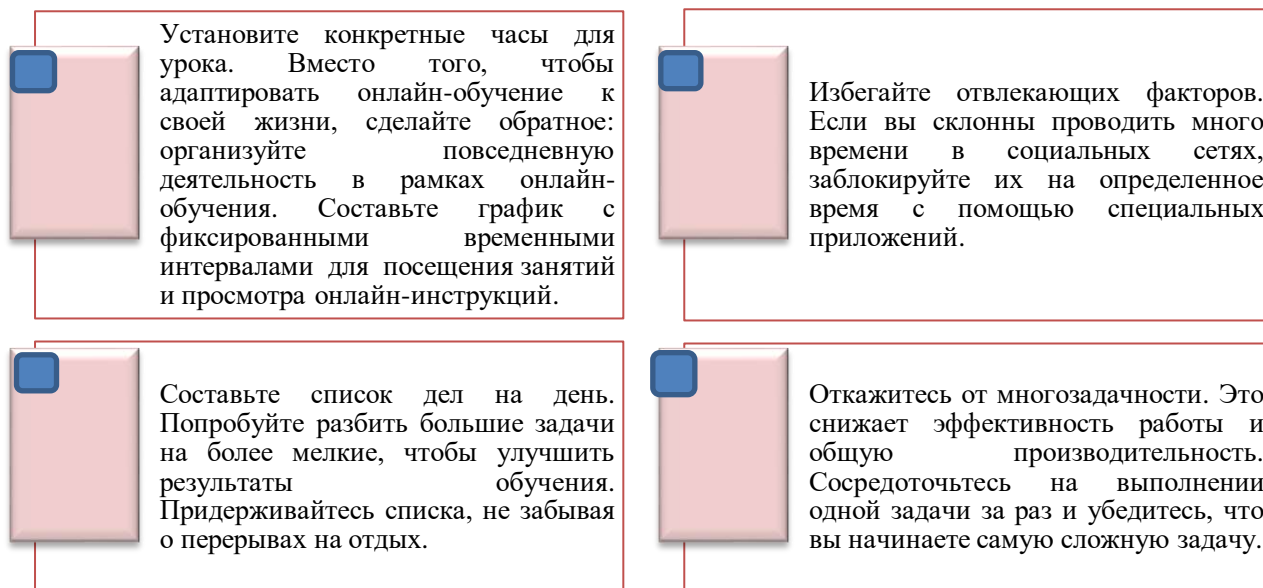 Установите конкретные часы для
урока. Вместо того, чтобы
адаптировать онлайн-обучение к
своей жизни, сделайте обратное:
организуйте повседневную
деятельность в рамках онлайн-
обучения. Составьте график с
фиксированными временными
интервалами для посещения занятий
и просмотра онлайн-инструкций.
Избегайте отвлекающих факторов.
Если вы склонны проводить много
времени в социальных сетях,
заблокируйте их на определенное
время с помощью специальных
приложений.
Составьте список дел на день.
Попробуйте разбить большие задачи
на более мелкие, чтобы улучшить
результаты обучения.
Придерживайтесь списка, не забывая
о перерывах на отдых.
Откажитесь от многозадачности. Это
снижает эффективность работы и
общую производительность.
Сосредоточьтесь на выполнении
одной задачи за раз и убедитесь, что
вы начинаете самую сложную задачу.